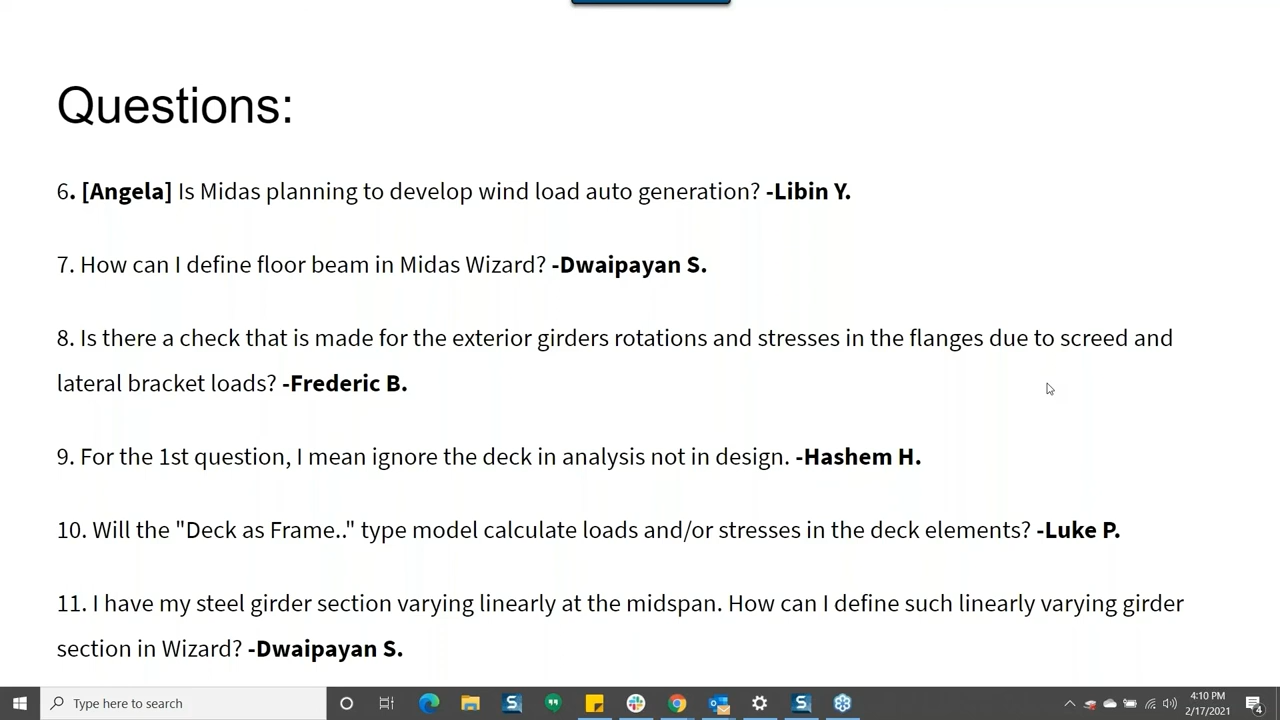 Questions:
6. [Angela] Is Midas planning to develop wind load auto generation? -Libin Y.
7. How can I define floor beam in Midas Wizard? -Dwaipayan S.
8. Is there a check that is made for the exterior girders rotations and stresses in the flanges due to screed and
lateral bracket loads? -Frederic B.
9. For the 1st question, I mean ignore the deck in analysis not in design. -Hashem H.
10. Will the "Deck as Frame.." type model calculate loads and/or stresses in the deck elements? -Luke P.
11. I have my steel girder section varying linearly at the midspan. How can I define such linearly varying girder
section in Wizard? -Dwaipayan S.
Type here to search
4:10 PM
2/17/2021
4